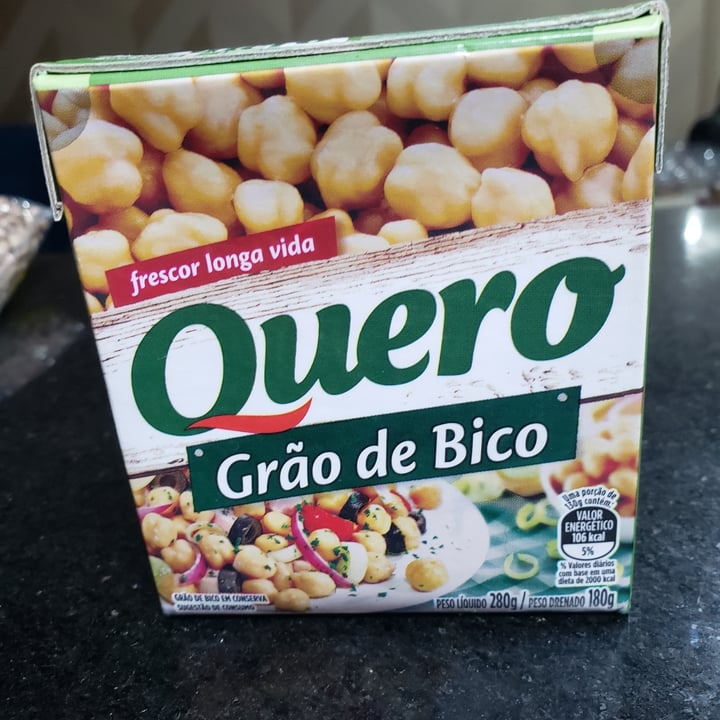 frescor longa vida
Quero
Grão de Bico
Uma porção de
130g contém:
VALOR
ENERGÉTICO
106 kcal
5%
% Valores diários
com base em uma
dieta de 2000 kcal
GRÃO DE BICO EM CONSERVA
SUGESTÃO DE CONSUMO
PESO LÍQUIDO 280g / PESO DRENADO 180g